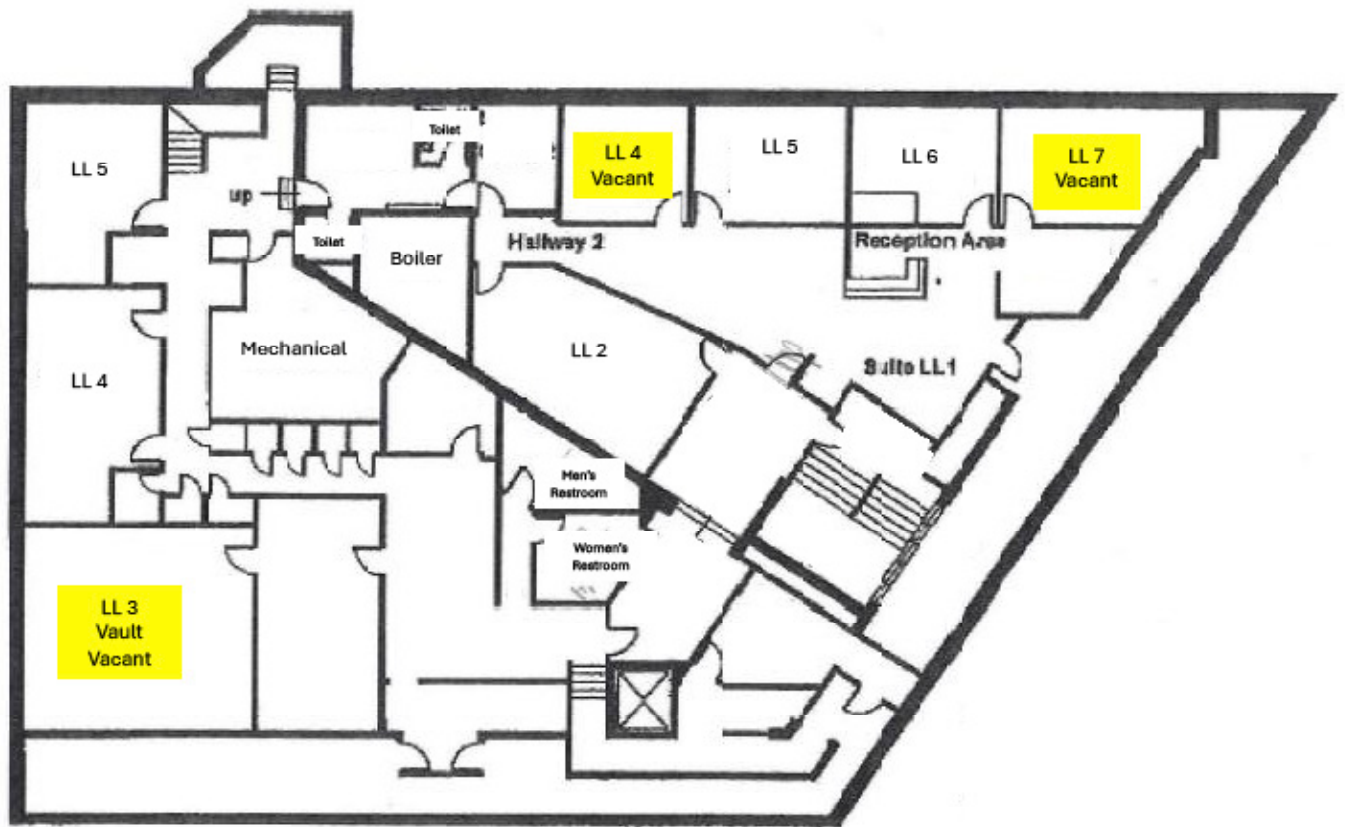 Toilet
LL 5
LL 4
Vacant
LL 5
LL 6
LL 7
Vacant
up
Toilet
Hallway 2
Reception Area
Boiler
Mechanical
LL 2
LL 4
Suite LL1
Men's
Restroom
Women's
Restroom
LL 3
Vault
Vacant